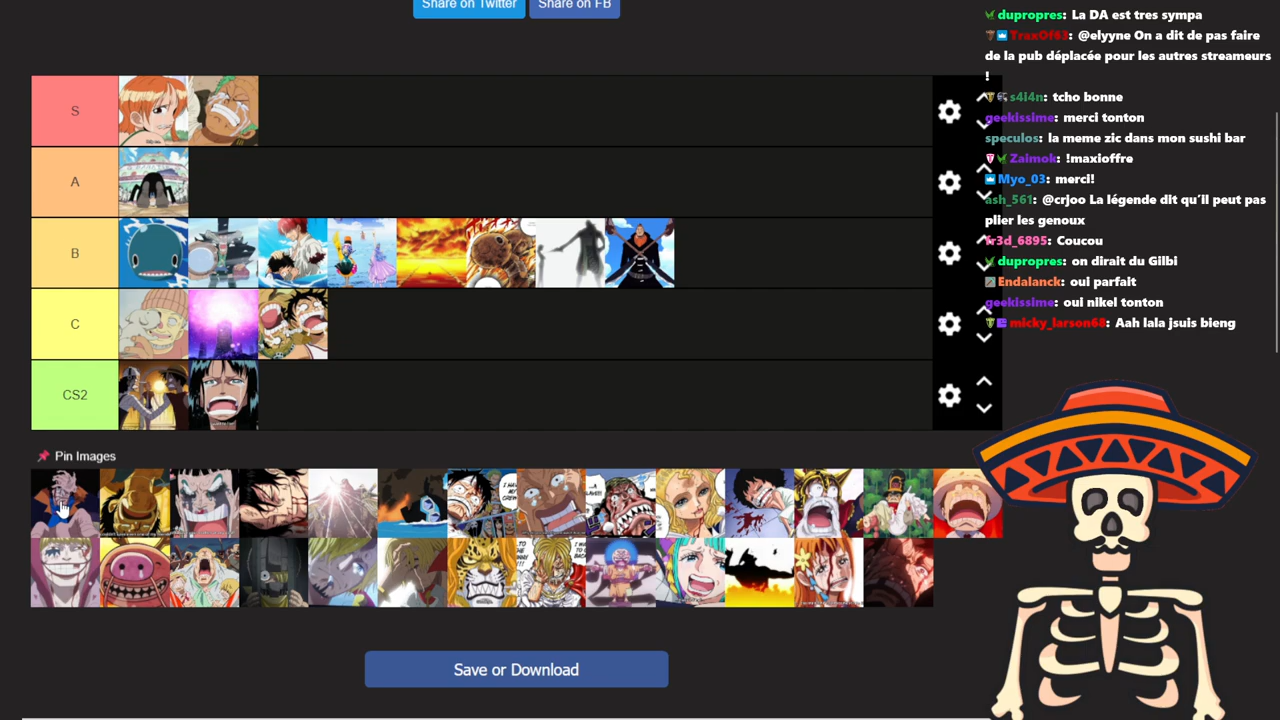 Share on Twitter
Share on FB
S
A
B
C
CS2
Pin Images
Save or Download
dupropres: La DA est tres sympa
TraxOf63: @elyyne On a dit de pas faire
de la pub déplacée pour les autres streameurs
!
s4i4n: tcho bonne
geekissime: merci tonton
speculos: la meme zic dans mon sushi bar
Zaimok: !maxioffre
Myo_03: merci!
ash_561: @crjoo La légende dit qu'il peut pas
plier les genoux
fr3d_6895: Coucou
dupropres: on dirait du Gilbi
Endalanck: oui parfait
geekissime: oui nikel tonton
micky_larson68: Aah lala jsuis bieng